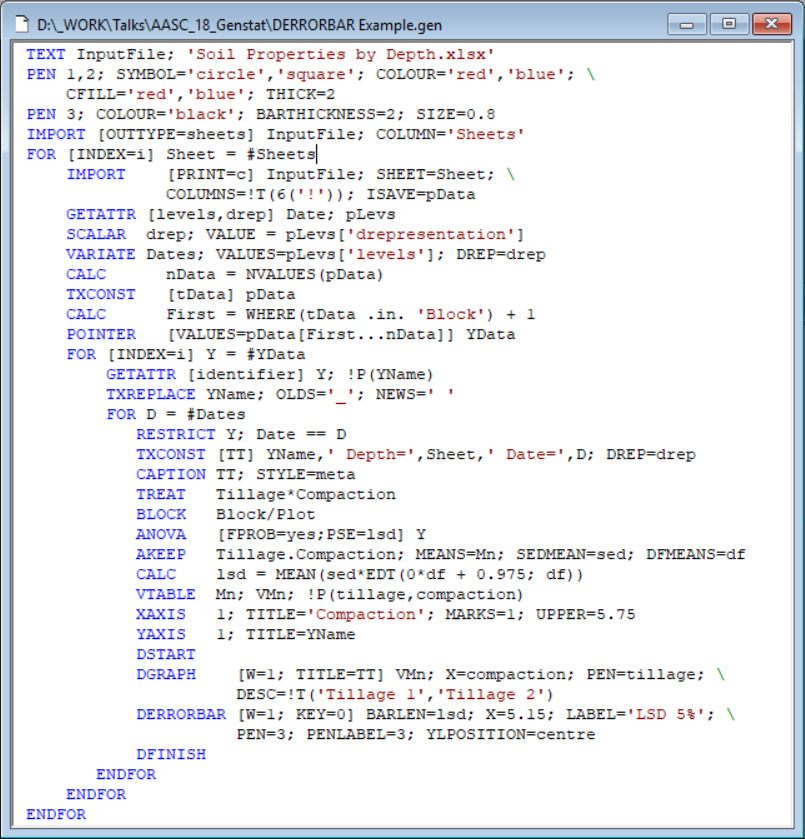 D:\_WORK\Talks\AASC_18_Genstat\DERRORBAR Example.gen
TEXT InputFile; 'Soil Properties by Depth.xlsx'
PEN 1,2; SYMBOL='circle','square'; COLOUR='red','blue'; \
CFILL='red','blue'; THICK=2
PEN 3; COLOUR='black'; BARTHICKNESS=2; SIZE=0.8
IMPORT [OUTTYPE=sheets] InputFile; COLUMN='Sheets'
FOR [INDEX=i] Sheet = #Sheets
IMPORT [PRINT=c] InputFile; SHEET=Sheet; \
COLUMNS=!T(6('!')); ISAVE=pData
GETATTR [levels,drep] Date; pLevs
SCALAR drep; VALUE = pLevs['drepresentation']
VARIATE Dates; VALUES=pLevs['levels']; DREP=drep
CALC nData = NVALUES(pData)
TXCONST [tData] pData
CALC First = WHERE(tData .in. 'Block') + 1
POINTER [VALUES=pData[First...nData]] YData
FOR [INDEX=i] Y = #YData
GETATTR [identifier] Y; !P(YName)
TXREPLACE YName; OLDS='_'; NEWS=' '
FOR D = #Dates
RESTRICT Y; Date == D
TXCONST [TT] YName,' Depth=',Sheet,' Date=',D; DREP=drep
CAPTION TT; STYLE=meta
TREAT Tillage*Compaction
BLOCK Block/Plot
ANOVA [FPROB=yes;PSE=lsd] Y
AKEEP Tillage.Compaction; MEANS=Mn; SEDMEAN=sed; DFMEANS=df
CALC lsd = MEAN(sed*EDT(0*df + 0.975; df))
VTABLE Mn; VMn; !P(tillage,compaction)
XAXIS 1; TITLE='Compaction'; MARKS=1; UPPER=5.75
YAXIS 1; TITLE=YName
DSTART
DGRAPH [W=1; TITLE=TT] VMn; X=compaction; PEN=tillage; \
DESC=!T('Tillage 1','Tillage 2')
DERRORBAR [W=1; KEY=0] BARLEN=lsd; X=5.15; LABEL='LSD 5%'; \
PEN=3; PENLABEL=3; YLPOSITION=centre
DFINISH
ENDFOR
ENDFOR
ENDFOR